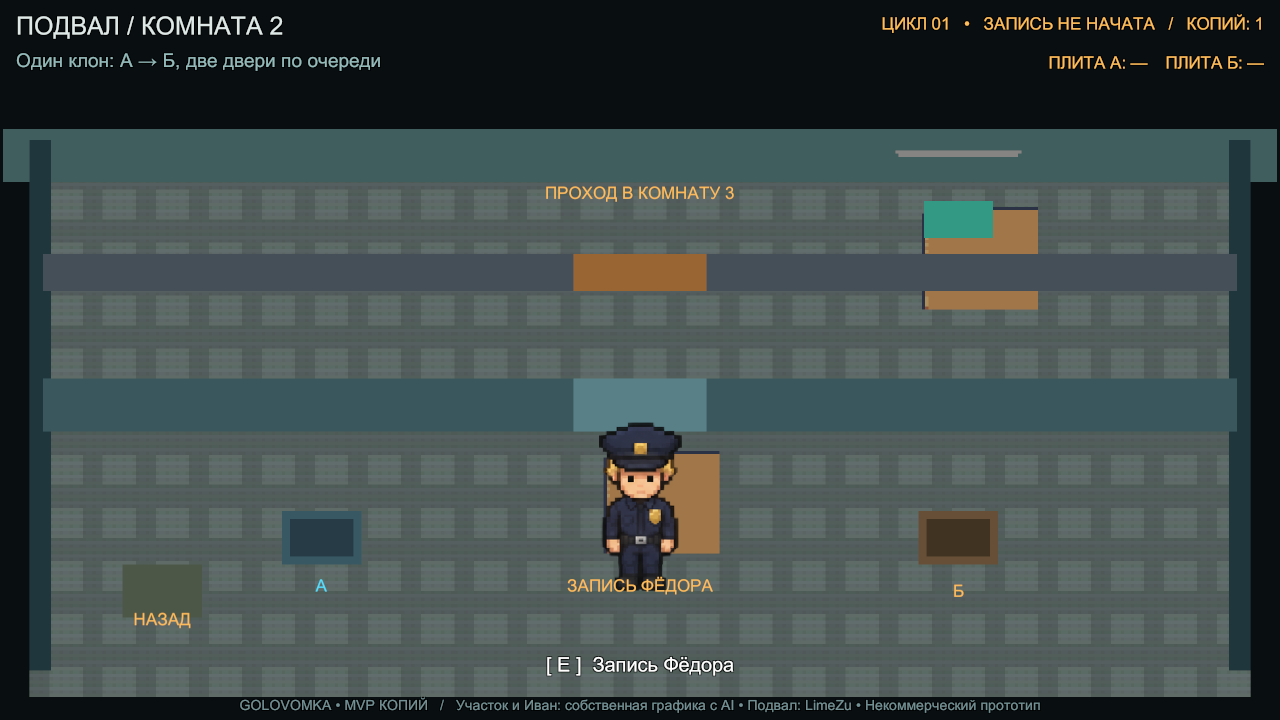 ПОДВАЛ / КОМНАТА 2
ЦИКЛ 01 • ЗАПИСЬ НЕ НАЧАТА / КОПИЙ: 1
Один клон: А → Б, две двери по очереди
ПЛИТА А: — ПЛИТА Б: —
ПРОХОД В КОМНАТУ 3
А
ЗАПИСЬ ФЁДОРА
Б
НАЗАД
[ E ] Запись Фёдора
GOLOVOMKA • MVP КОПИЙ / Участок и Иван: собственная графика с AI • Подвал: LimeZu • Некоммерческий прототип